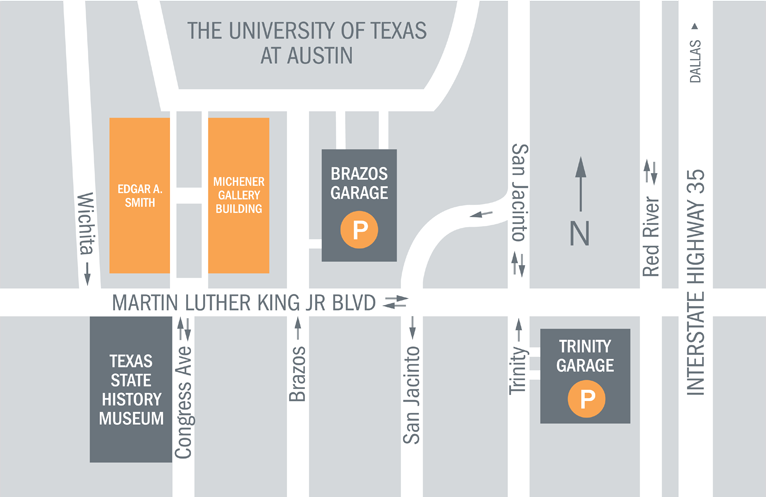 THE UNIVERSITY OF TEXAS
AT AUSTIN
DALLAS
EDGAR A.
SMITH
MICHENER
GALLERY
BUILDING
BRAZOS
GARAGE
P
San Jacinto
N
Red River
INTERSTATE HIGHWAY 35
Wichita
MARTIN LUTHER KING JR BLVD
TEXAS
STATE
HISTORY
MUSEUM
Congress Ave
Brazos
San Jacinto
Trinity
TRINITY
GARAGE
P